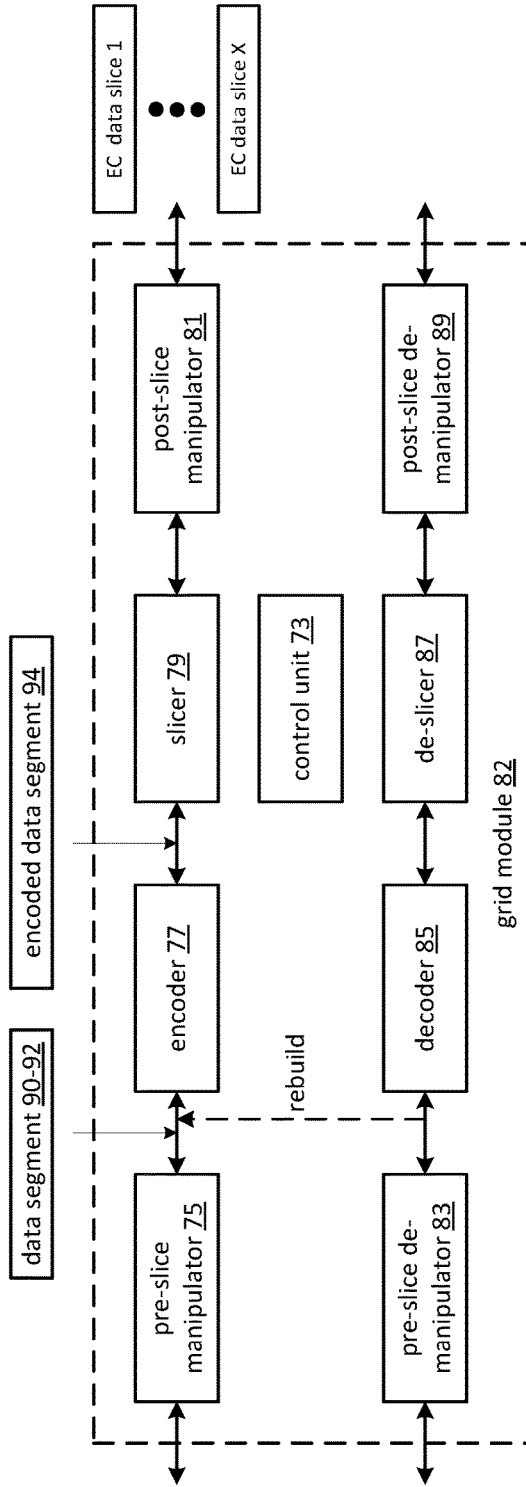 data segment 90-92
encoded data segment 94
EC data slice 1
EC data slice X
pre-slice
manipulator 75
encoder 77
slicer 79
post-slice
manipulator 81
rebuild
control unit 73
pre-slice de-
manipulator 83
decoder 85
de-slicer 87
post-slice de-
manipulator 89
grid module 82